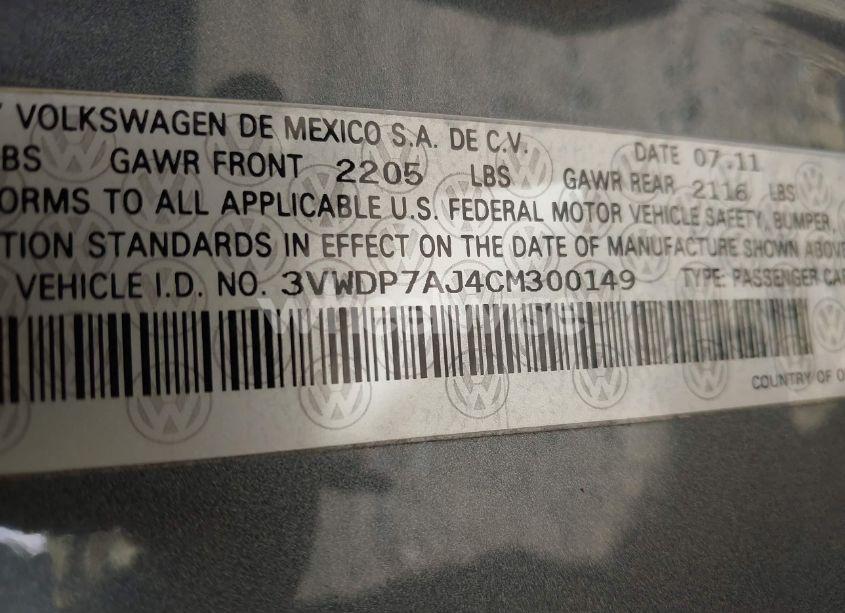 VOLKSWAGEN DE MEXICO S.A. DE C.V. DATE 07.11
BS GAWR FRONT 2205 LBS GAWR REAR 2116 LBS
ORMS TO ALL APPLICABLE U.S. FEDERAL MOTOR VEHICLE SAFETY, BUMPER,
TION STANDARDS IN EFFECT ON THE DATE OF MANUFACTURE SHOWN ABOVE
VEHICLE I.D. NO. 3VWDP7AJ4CM300149 TYPE: PASSENGER CAR
COUNTRY OF O